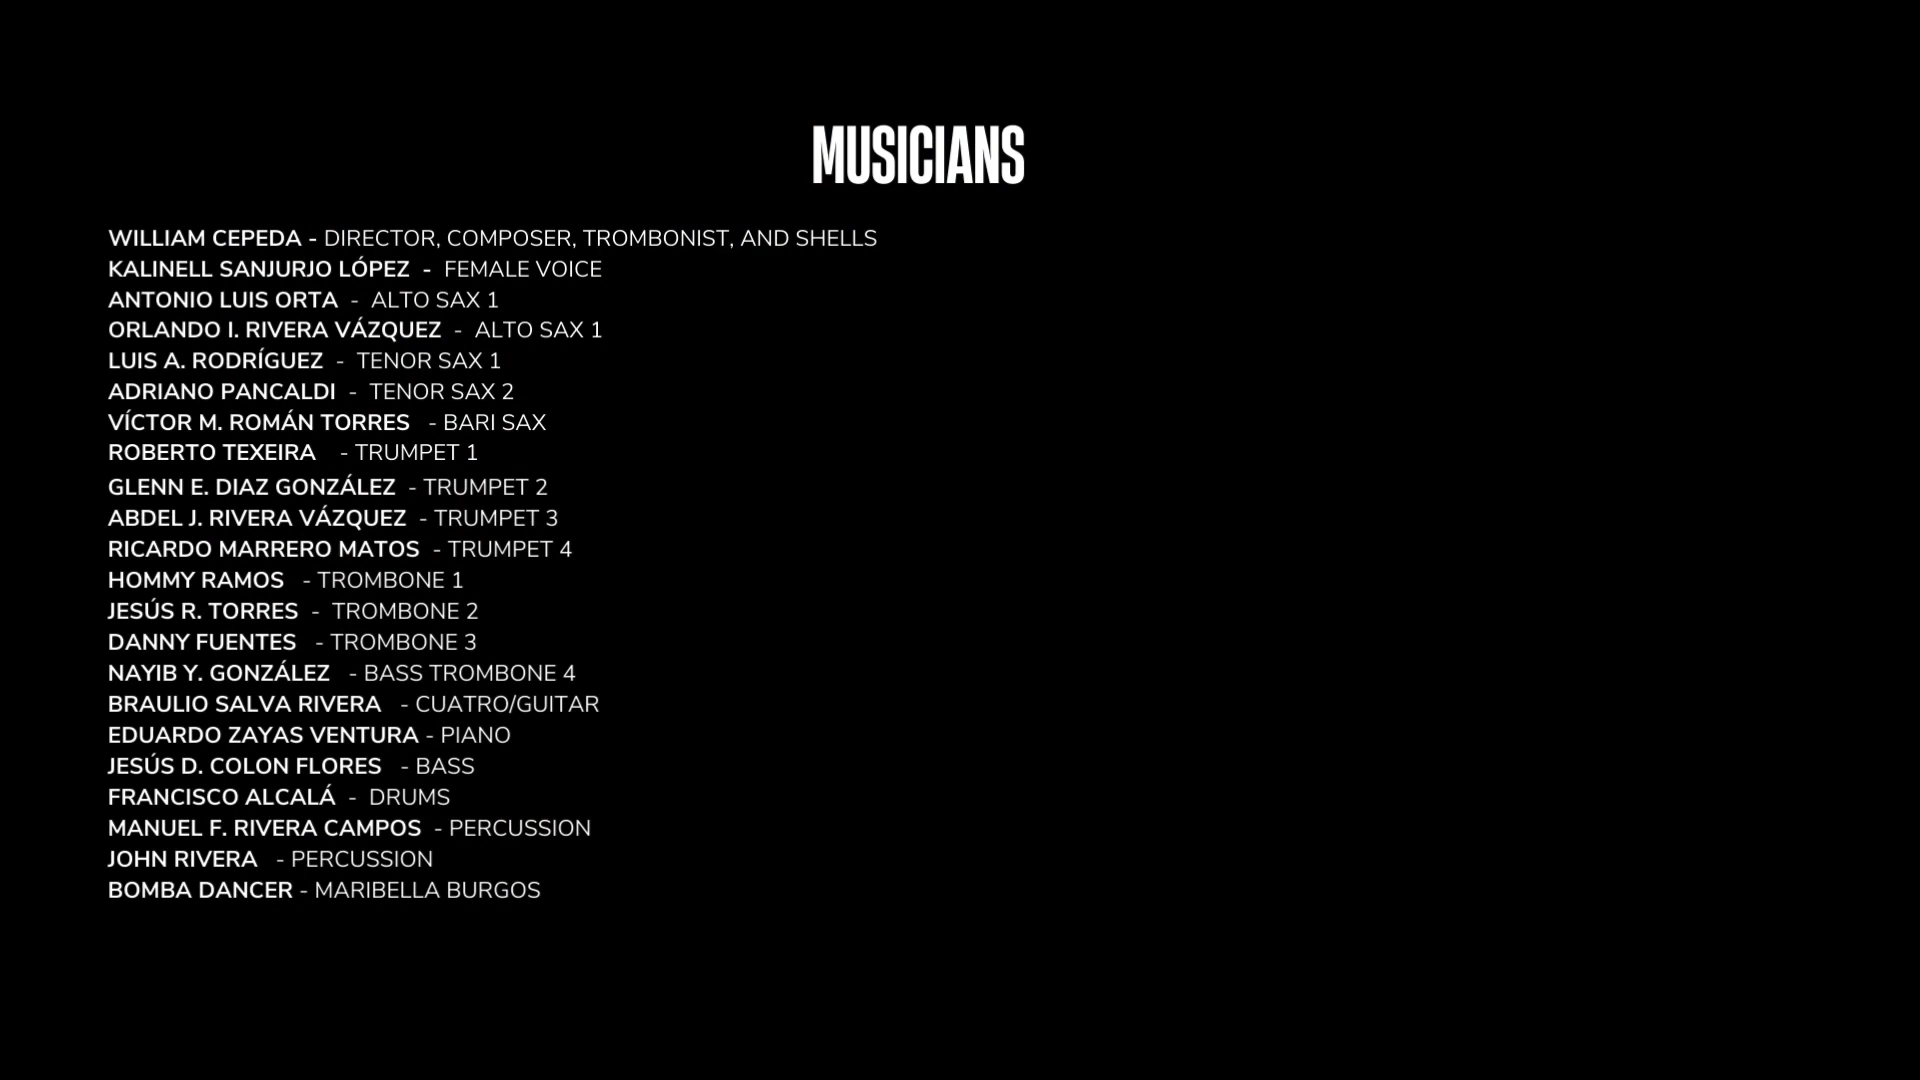 MUSICIANS
WILLIAM CEPEDA - DIRECTOR, COMPOSER, TROMBONIST, AND SHELLS
KALINELL SANJURJO LÓPEZ - FEMALE VOICE
ANTONIO LUIS ORTA - ALTO SAX 1
ORLANDO I. RIVERA VÁZQUEZ - ALTO SAX 1
LUIS A. RODRÍGUEZ - TENOR SAX 1
ADRIANO PANCALDI - TENOR SAX 2
VÍCTOR M. ROMÁN TORRES - BARI SAX
ROBERTO TEXEIRA - TRUMPET 1
GLENN E. DIAZ GONZÁLEZ - TRUMPET 2
ABDEL J. RIVERA VÁZQUEZ - TRUMPET 3
RICARDO MARRERO MATOS - TRUMPET 4
HOMMY RAMOS - TROMBONE 1
JESÚS R. TORRES - TROMBONE 2
DANNY FUENTES - TROMBONE 3
NAYIB Y. GONZÁLEZ - BASS TROMBONE 4
BRAULIO SALVA RIVERA - CUATRO/GUITAR
EDUARDO ZAYAS VENTURA - PIANO
JESÚS D. COLON FLORES - BASS
FRANCISCO ALCALÁ - DRUMS
MANUEL F. RIVERA CAMPOS - PERCUSSION
JOHN RIVERA - PERCUSSION
BOMBA DANCER - MARIBELLA BURGOS